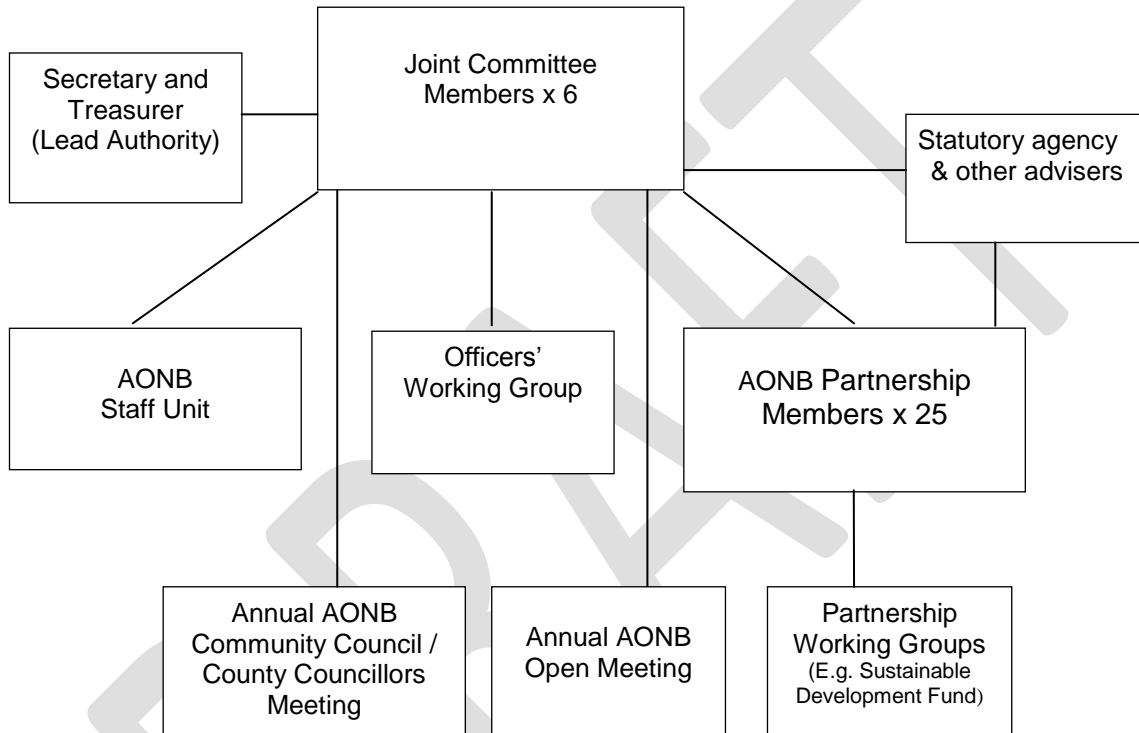 Joint Committee
Members x 6
Secretary and
Treasurer
(Lead Authority)
Statutory agency
& other advisers
AONB
Staff Unit
Officers’
Working Group
AONB Partnership
Members x 25
Annual AONB
Community Council /
County Councillors
Meeting
Annual AONB
Open Meeting
Partnership
Working Groups
(E.g. Sustainable
Development Fund)
DRAFT